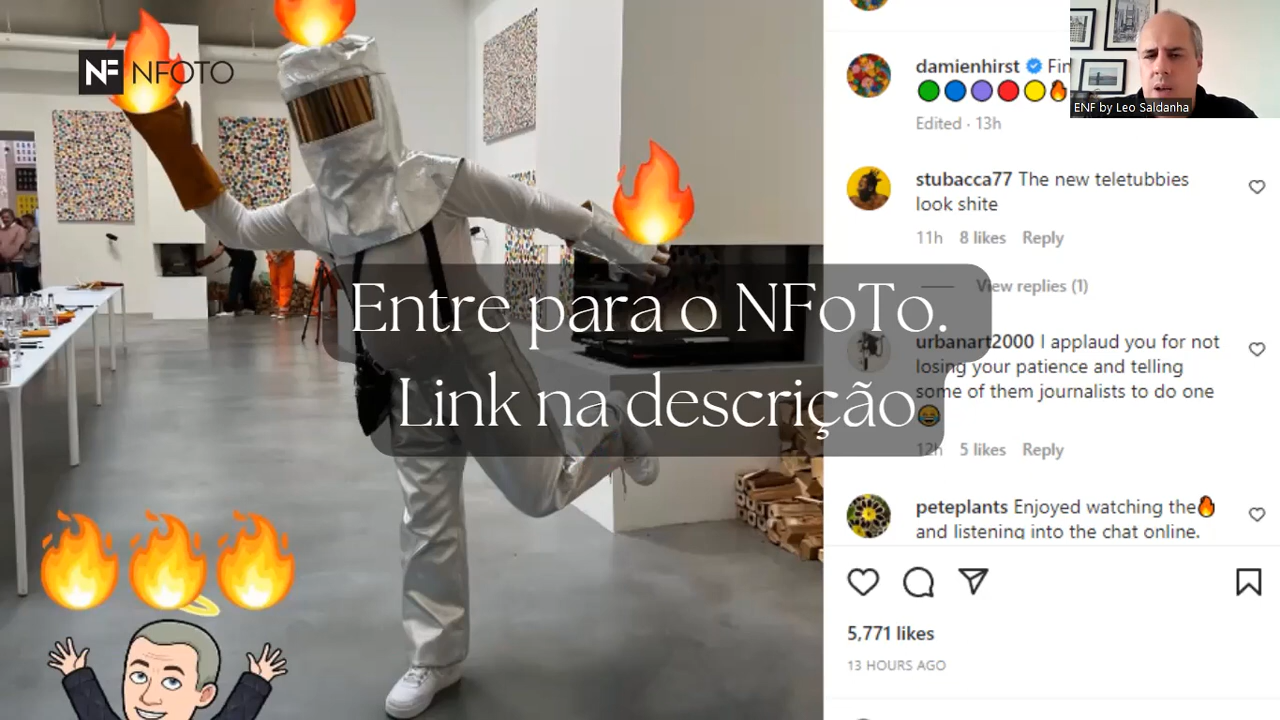 NF NFOTO
damienhirst Fin
Edited · 13h
ENF by Leo Saldanha
stubacca77 The new teletubbies
look shite
11h 8 likes Reply
View replies (1)
urbanart2000 I applaud you for not
losing your patience and telling
some of them journalists to do one
12h 5 likes Reply
Entre para o NFoTo.
Link na descrição
peteplants Enjoyed watching the
and listening into the chat online.
5,771 likes
13 HOURS AGO